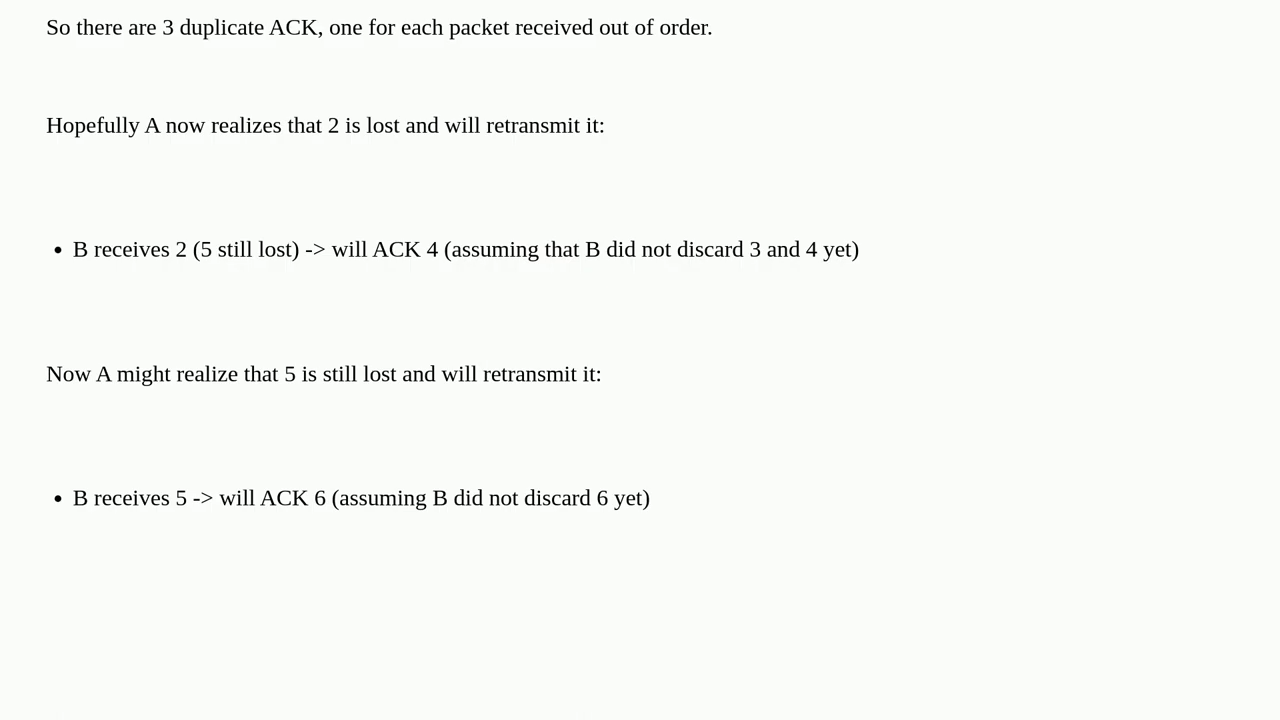 So there are 3 duplicate ACK, one for each packet received out of order.
Hopefully A now realizes that 2 is lost and will retransmit it:
• B receives 2 (5 still lost) -> will ACK 4 (assuming that B did not discard 3 and 4 yet)
Now A might realize that 5 is still lost and will retransmit it:
• B receives 5 -> will ACK 6 (assuming B did not discard 6 yet)